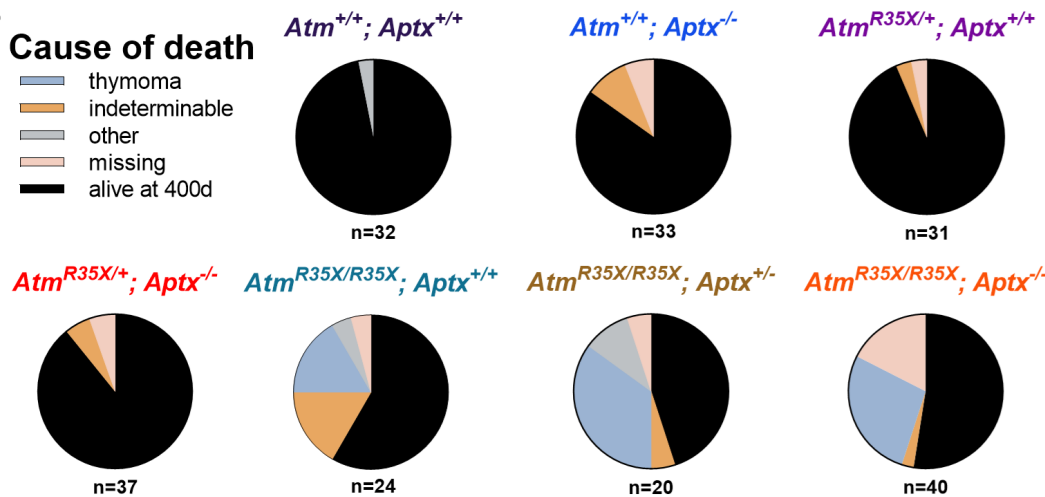 Cause of death
thymoma
indeterminable
other
missing
alive at 400d
Atm+/+; Aptx+/+
n=32
Atm+/+; Aptx-/-
n=33
AtmR35X/+; Aptx+/+
n=31
AtmR35X/+; Aptx-/-
n=37
AtmR35X/R35X; Aptx+/+
n=24
AtmR35X/R35X; Aptx+/-
n=20
AtmR35X/R35X; Aptx-/-
n=40